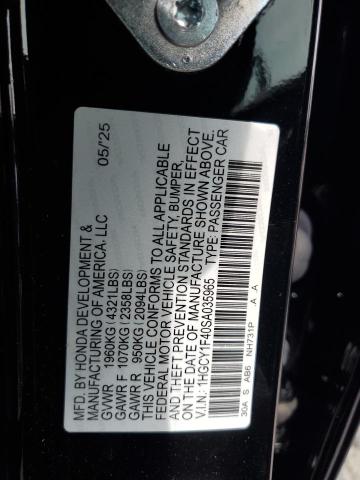 MFD. BY HONDA DEVELOPMENT & 05/'25
MANUFACTURING OF AMERICA, LLC
GVWR 1960KG (4321LBS)
GAWR F 1070KG (2358LBS)
GAWR R 950KG (2094LBS)
THIS VEHICLE CONFORMS TO ALL APPLICABLE
FEDERAL MOTOR VEHICLE SAFETY, BUMPER,
AND THEFT PREVENTION STANDARDS IN EFFECT
ON THE DATE OF MANUFACTURE SHOWN ABOVE.
V.I.N.: 1HGCY1F40SA035965 TYPE: PASSENGER CAR
30A S AB6 NH731P A A